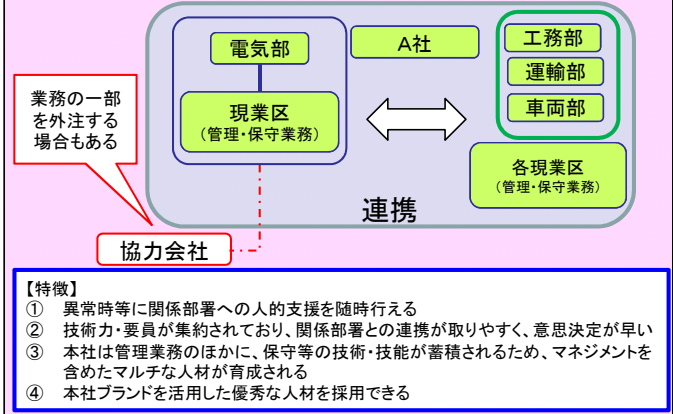 電気部
A社
工務部
運輸部
車両部
業務の一部
を外注する
場合もある
現業区
(管理・保守業務)
各現業区
(管理・保守業務)
連携
協力会社
【特徴】
① 異常時等に関係部署への人的支援を随時行える
② 技術力・要員が集約されており、関係部署との連携が取りやすく、意思決定が早い
③ 本社は管理業務のほかに、保守等の技術・技能が蓄積されるため、マネジメントを
含めたマルチな人材が育成される
④ 本社ブランドを活用した優秀な人材を採用できる